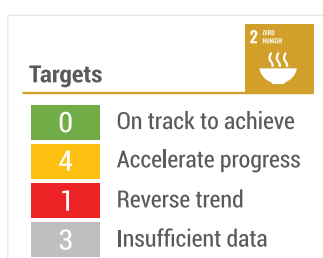 2 ZERO
HUNGER
Targets
0 On track to achieve
4 Accelerate progress
1 Reverse trend
3 Insufficient data